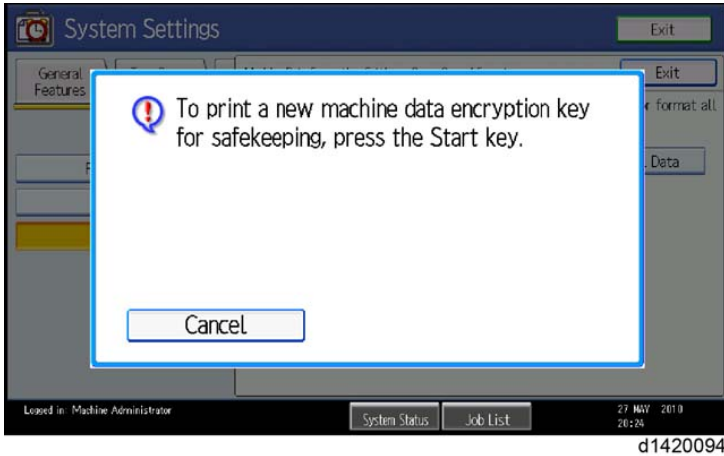 System Settings
Exit
General
Features
Exit
To print a new machine data encryption key
for safekeeping, press the Start key.
format all
Data
Cancel
Logged in: Machine Administrator
System Status
Job List
27 MAY 2010
20:24
d1420094